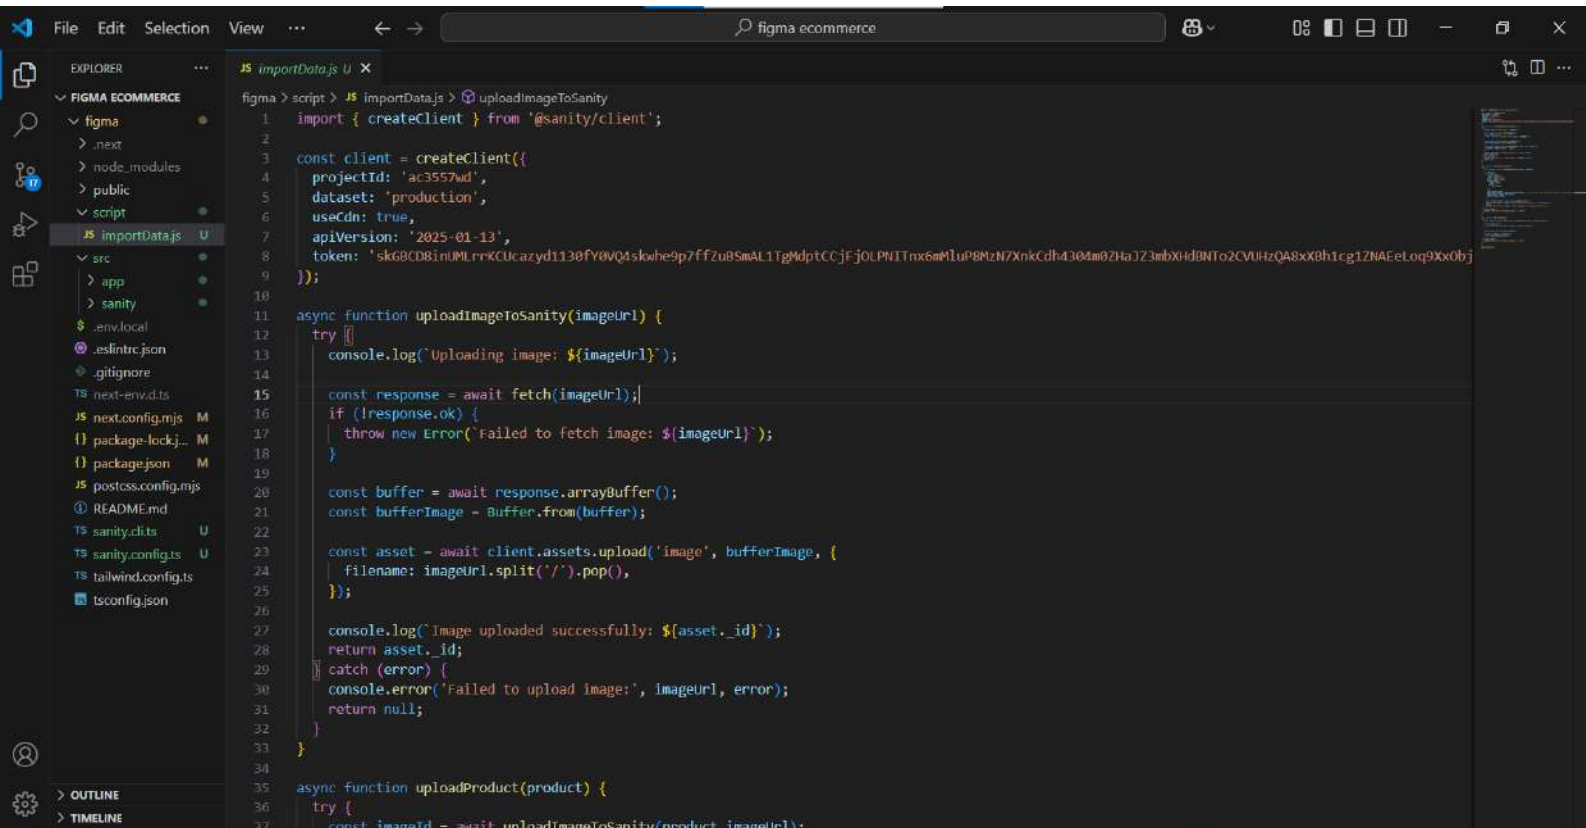 File Edit Selection View ···
figma ecommerce
EXPLORER ···
FIGMA ECOMMERCE
figma
.next
node_modules
public
script
JS importData.js U
src
app
sanity
$ .env.local
.eslintrc.json
.gitignore
TS next-env.d.ts
JS next.config.mjs M
{} package-lock.j... M
{} package.json M
JS postcss.config.mjs
README.md
TS sanity.cli.ts U
TS sanity.config.ts U
TS tailwind.config.ts
tsconfig.json
OUTLINE
TIMELINE
17
JS importData.js U
figma > script > JS importData.js > uploadImageToSanity
1 import { createClient } from '@sanity/client';
2
3 const client = createClient({
4 projectId: 'ac3557wd',
5 dataset: 'production',
6 useCdn: true,
7 apiVersion: '2025-01-13',
8 token:
9 });
10
11 async function uploadImageToSanity(imageUrl) {
12 try {
13 console.log(`Uploading image: ${imageUrl}`);
14
15 const response = await fetch(imageUrl);
16 if (!response.ok) {
17 throw new Error(`Failed to fetch image: ${imageUrl}`);
18 }
19
20 const buffer = await response.arrayBuffer();
21 const bufferImage = Buffer.from(buffer);
22
23 const asset = await client.assets.upload('image', bufferImage, {
24 filename: imageUrl.split('/').pop(),
25 });
26
27 console.log(`Image uploaded successfully: ${asset._id}`);
28 return asset._id;
29 } catch (error) {
30 console.error('Failed to upload image:', imageUrl, error);
31 return null;
32 }
33 }
34
35 async function uploadProduct(product) {
36 try {
37 const imageId = await uploadImageToSanity(product.imageUrl);